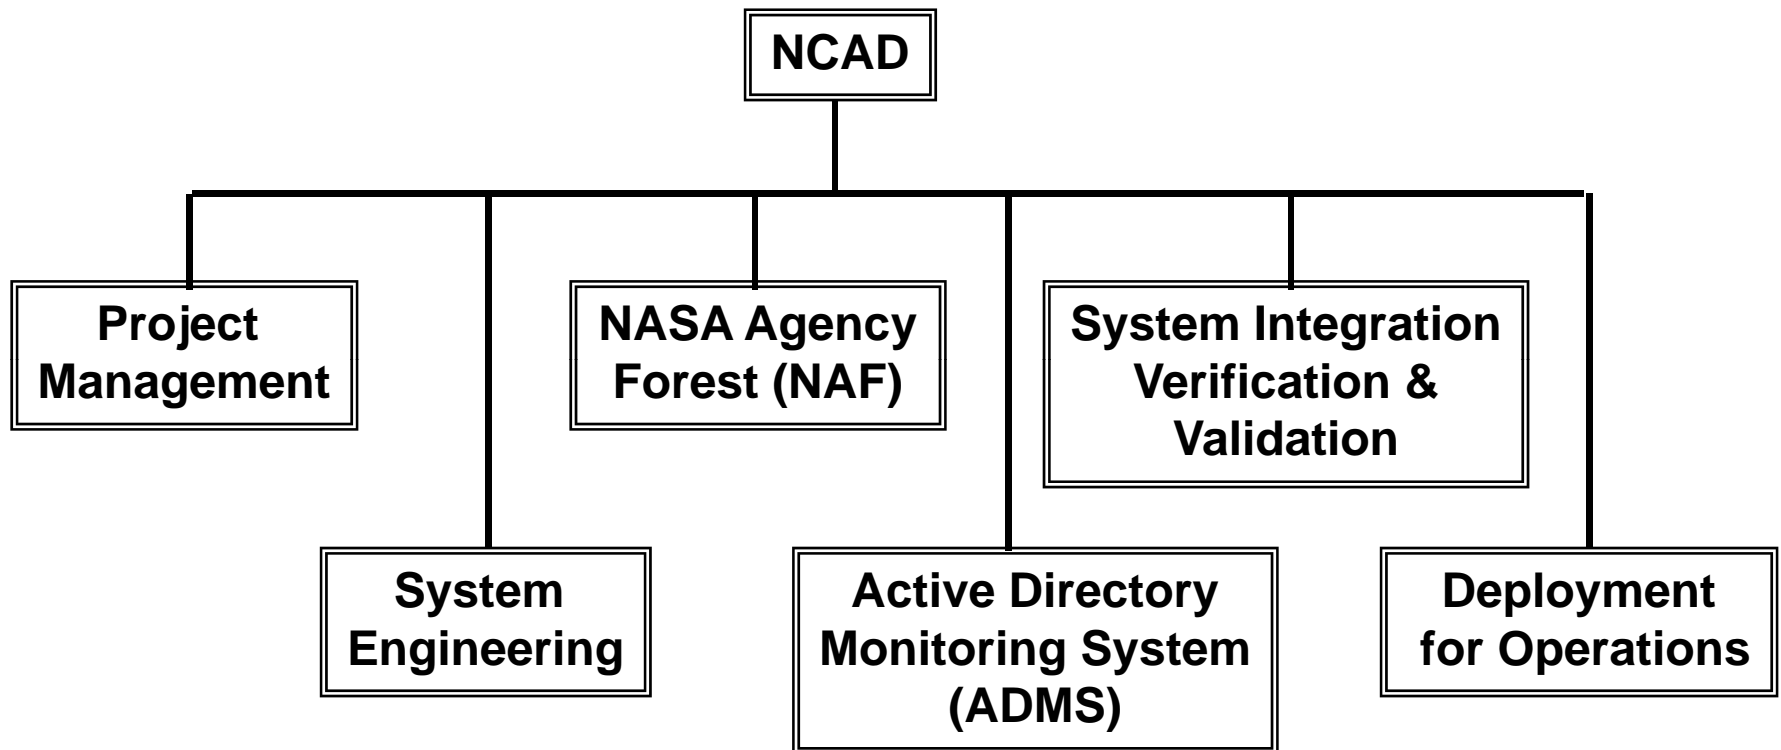 NCAD
Project
Management
NASA Agency
Forest (NAF)
System Integration
Verification &
Validation
System
Engineering
Active Directory
Monitoring System
(ADMS)
Deployment
for Operations